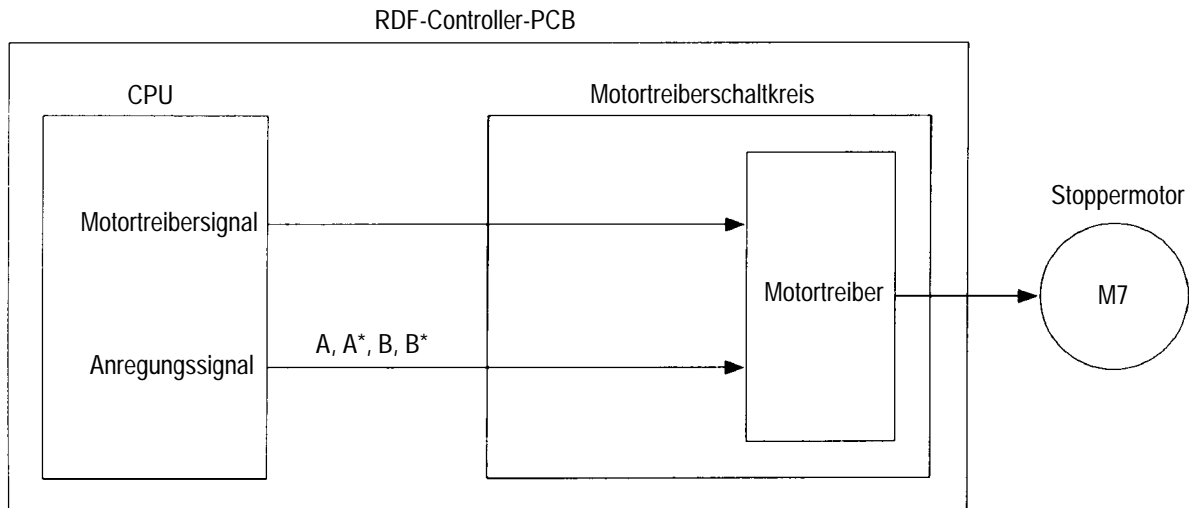 RDF-Controller-PCB
CPU
Motortreiberschaltkreis
Motortreibersignal
Stoppermotor
Motortreiber
M7
A, A*, B, B*
Anregungssignal